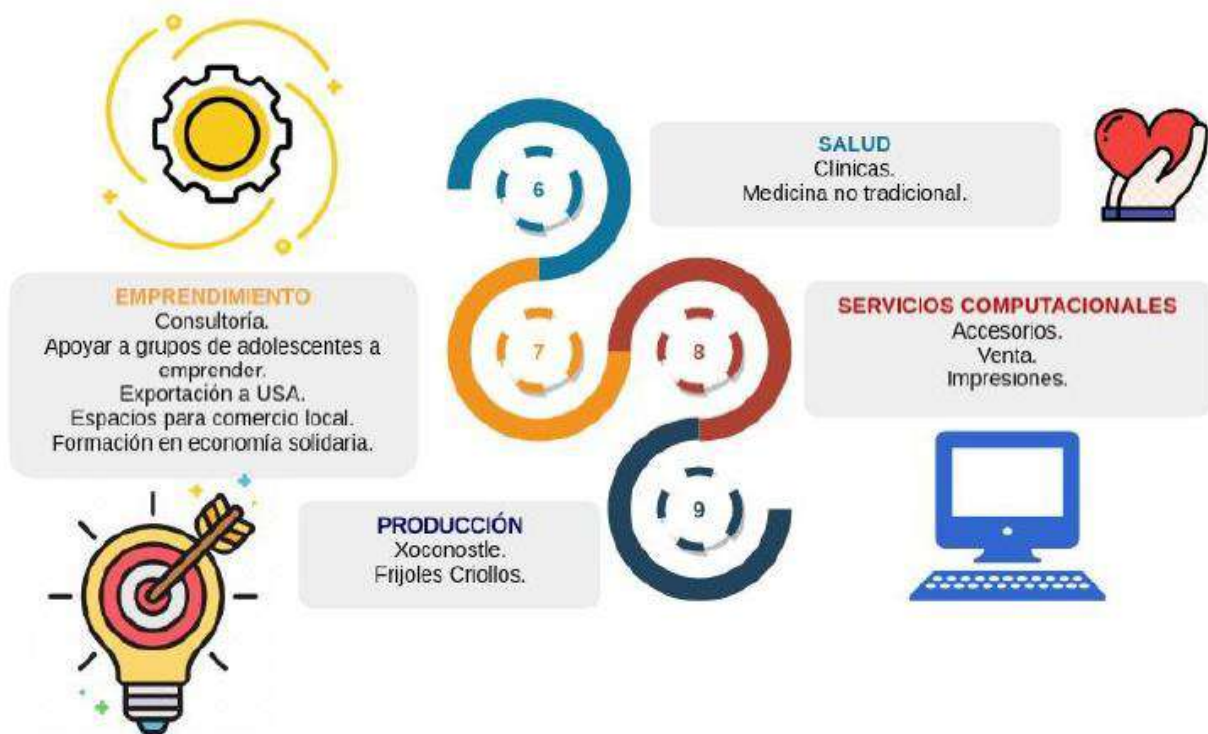 6
SALUD
Clínicas.
Medicina no tradicional.
EMPRENDIMIENTO
Consultoría.
Apoyar a grupos de adolescentes a
emprender.
Exportación a USA.
Espacios para comercio local.
Formación en economía solidaria.
7
8
SERVICIOS COMPUTACIONALES
Accesorios.
Venta.
Impresiones.
PRODUCCIÓN
Xoconostle.
Frijoles Criollos.
9